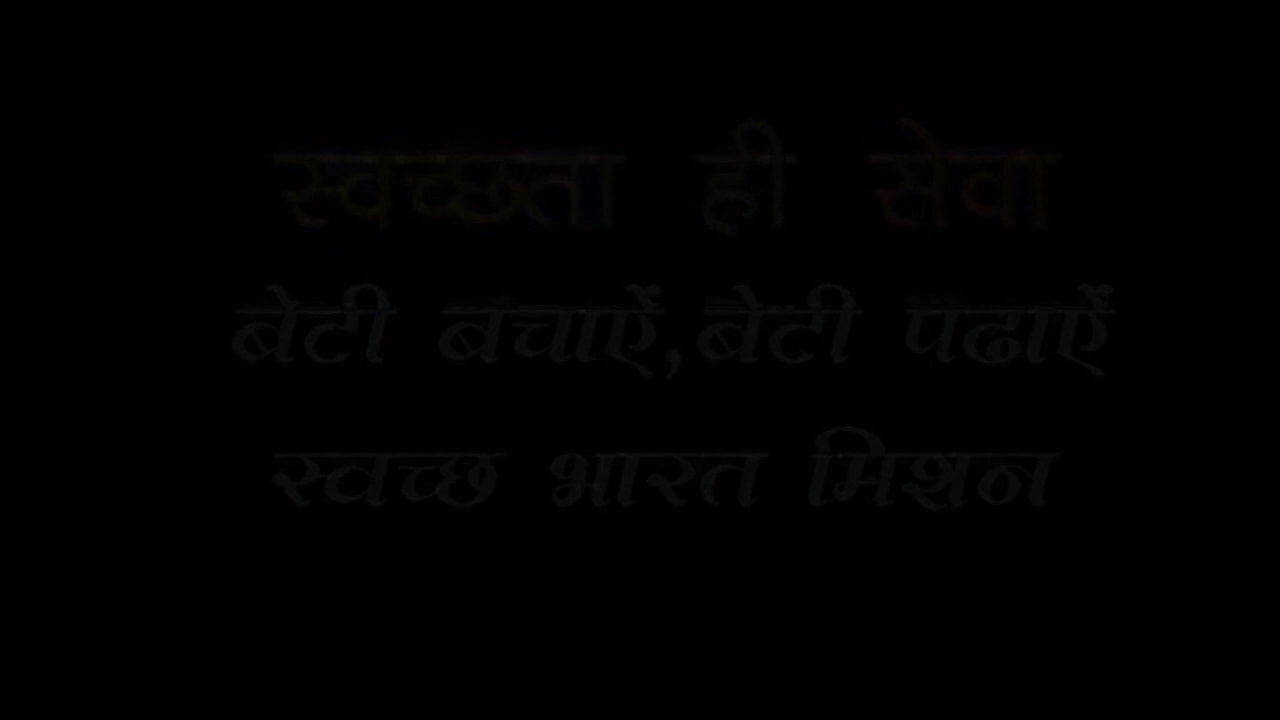 स्वच्छता ही सेवा
बेटी बचाऐं,बेटी पढाऐं
स्वच्छ भारत मिशन